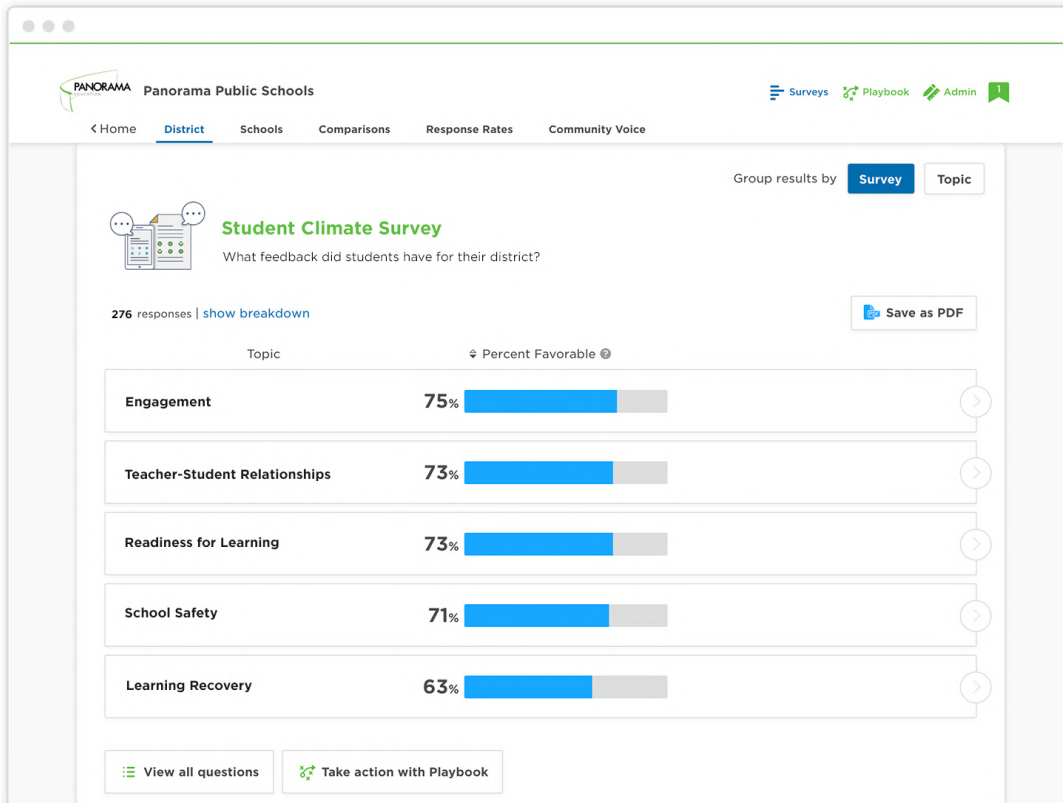 PANORAMA
EDUCATION
Panorama Public Schools
Surveys
Playbook
Admin
1
Home
District
Schools
Comparisons
Response Rates
Community Voice
Group results by
Survey
Topic
Student Climate Survey
What feedback did students have for their district?
276 responses | show breakdown
Save as PDF
Topic
Percent Favorable ?
Engagement
75%
Teacher-Student Relationships
73%
Readiness for Learning
73%
School Safety
71%
Learning Recovery
63%
View all questions
Take action with Playbook